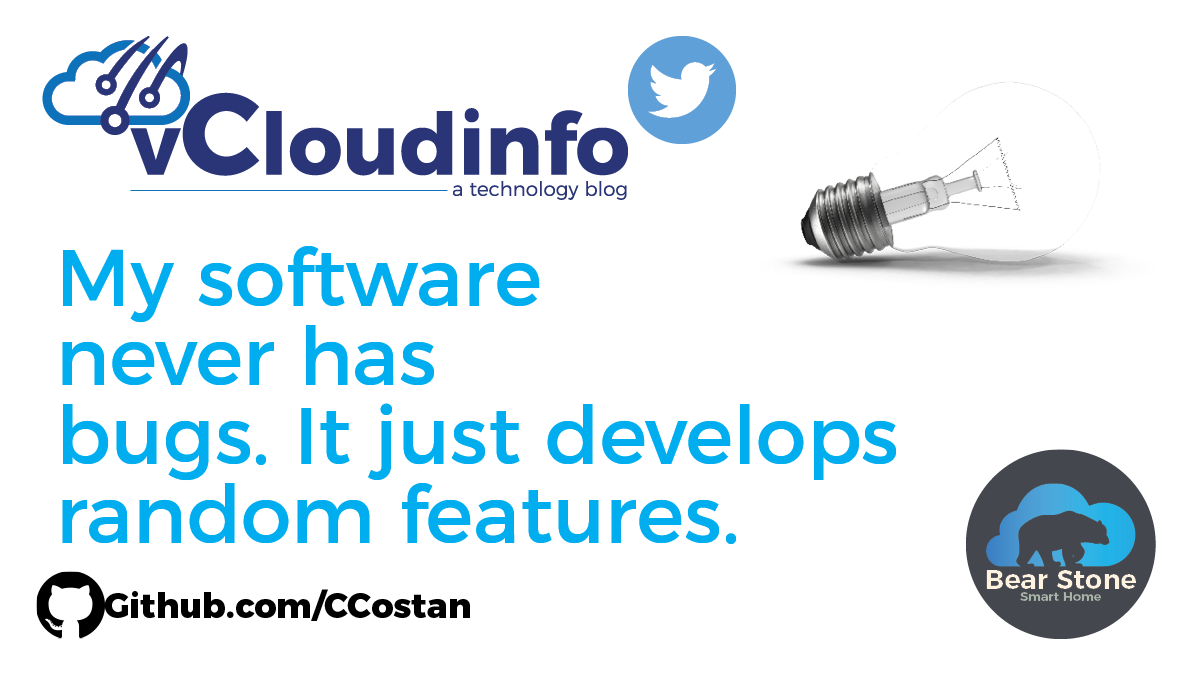 vCloudinfo
a technology blog
My software
never has
bugs. It just develops
random features.
Github.com/CCostan
Bear Stone
Smart Home